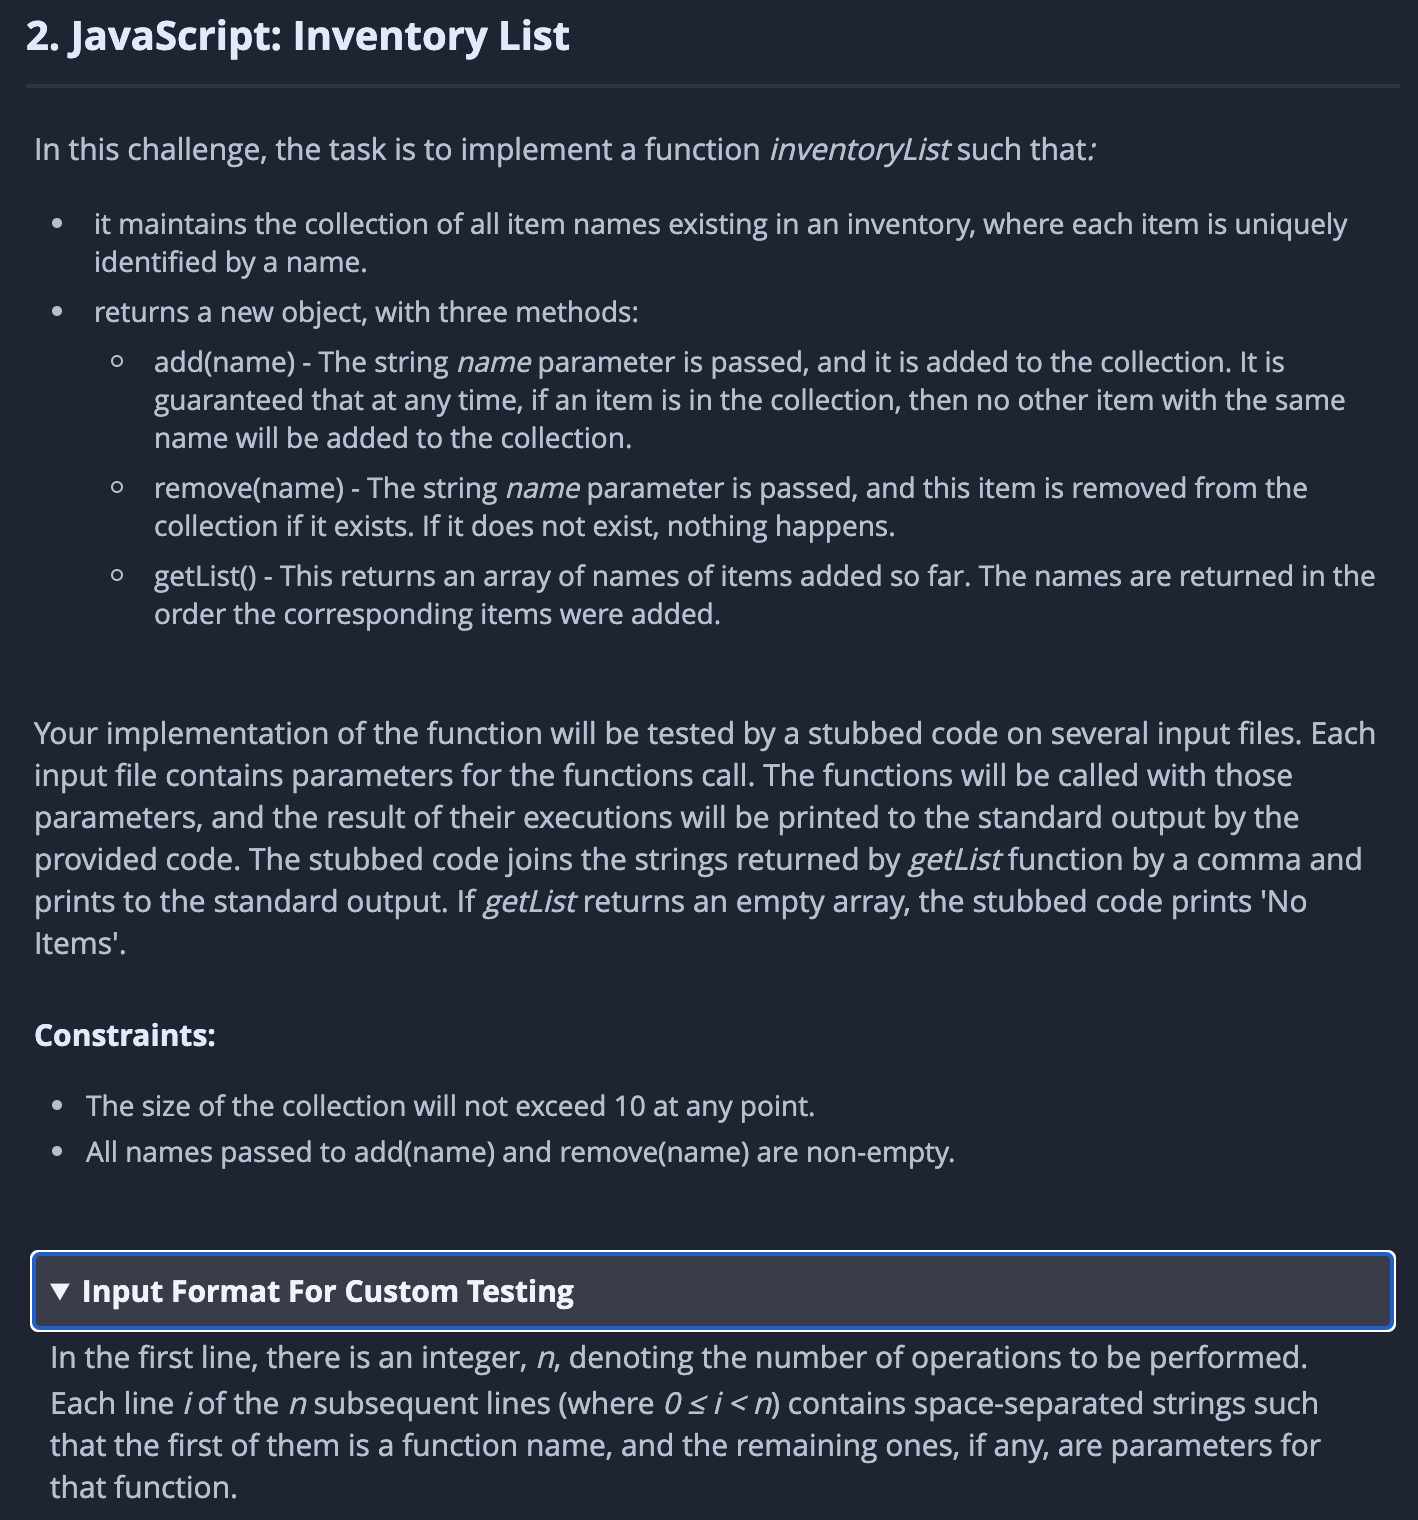 2. JavaScript: Inventory List
In this challenge, the task is to implement a function inventoryList such that:
• it maintains the collection of all item names existing in an inventory, where each item is uniquely
identified by a name.
• returns a new object, with three methods:
○ add(name) - The string name parameter is passed, and it is added to the collection. It is
guaranteed that at any time, if an item is in the collection, then no other item with the same
name will be added to the collection.
○ remove(name) - The string name parameter is passed, and this item is removed from the
collection if it exists. If it does not exist, nothing happens.
○ getList() - This returns an array of names of items added so far. The names are returned in the
order the corresponding items were added.
Your implementation of the function will be tested by a stubbed code on several input files. Each
input file contains parameters for the functions call. The functions will be called with those
parameters, and the result of their executions will be printed to the standard output by the
provided code. The stubbed code joins the strings returned by getList function by a comma and
prints to the standard output. If getList returns an empty array, the stubbed code prints 'No
Items'.
Constraints:
• The size of the collection will not exceed 10 at any point.
• All names passed to add(name) and remove(name) are non-empty.
▼ Input Format For Custom Testing
In the first line, there is an integer, n, denoting the number of operations to be performed.
Each line i of the n subsequent lines (where 0 ≤ i < n) contains space-separated strings such
that the first of them is a function name, and the remaining ones, if any, are parameters for
that function.